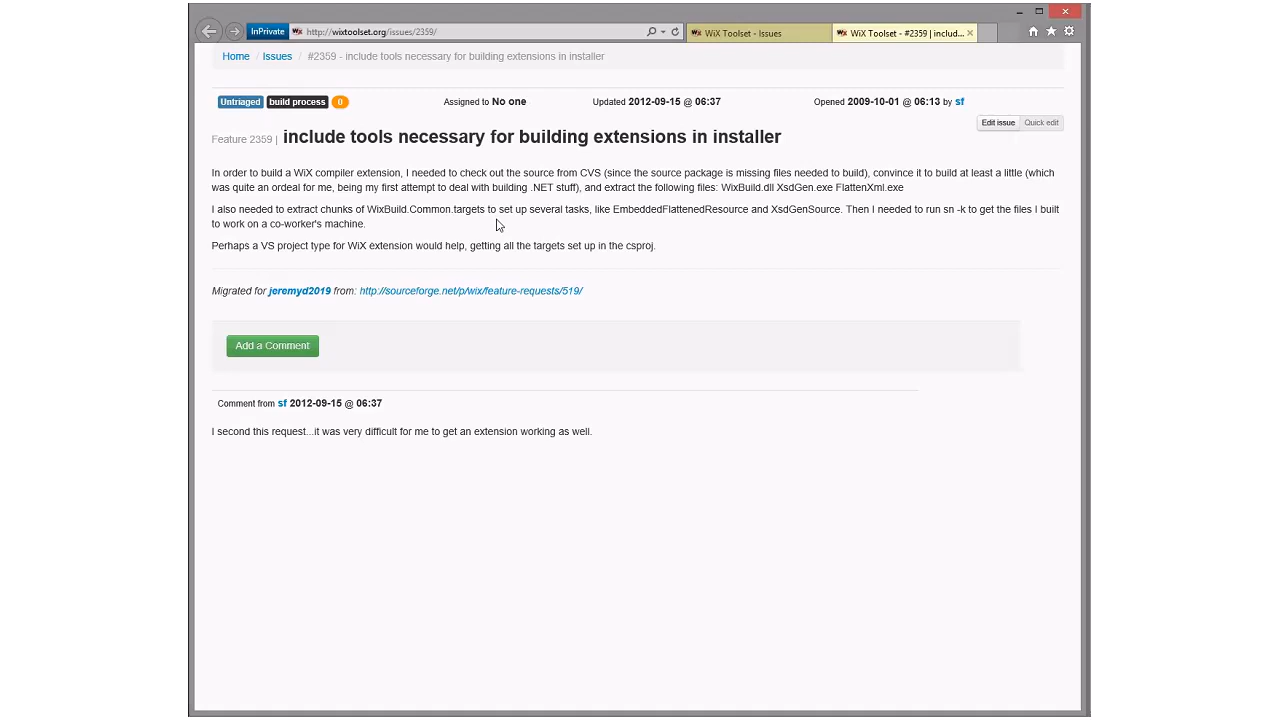 InPrivate http://wixtoolset.org/issues/2359/ WiX Toolset - Issues WiX Toolset - #2359 | includ...
Home / Issues / #2359 - include tools necessary for building extensions in installer
Untriaged build process 0 Assigned to No one Updated 2012-09-15 @ 06:37 Opened 2009-10-01 @ 06:13 by sf
Edit issue Quick edit
Feature 2359 | include tools necessary for building extensions in installer
In order to build a WiX compiler extension, I needed to check out the source from CVS (since the source package is missing files needed to build), convince it to build at least a little (which
was quite an ordeal for me, being my first attempt to deal with building .NET stuff), and extract the following files: WixBuild.dll XsdGen.exe FlattenXml.exe
I also needed to extract chunks of WixBuild.Common.targets to set up several tasks, like EmbeddedFlattenedResource and XsdGenSource. Then I needed to run sn -k to get the files I built
to work on a co-worker's machine.
Perhaps a VS project type for WiX extension would help, getting all the targets set up in the csproj.
Migrated for jeremyd2019 from: http://sourceforge.net/p/wix/feature-requests/519/
Add a Comment
Comment from sf 2012-09-15 @ 06:37
I second this request...it was very difficult for me to get an extension working as well.